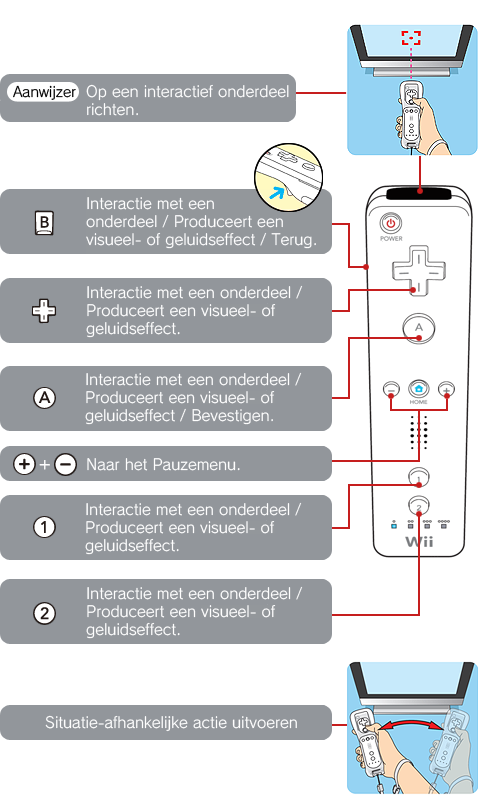 Aanwijzer Op een interactief onderdeel
richten.
B Interactie met een
onderdeel / Produceert een
visueel- of geluidseffect / Terug.
Interactie met een onderdeel /
Produceert een visueel- of
geluidseffect.
A Interactie met een onderdeel /
Produceert een visueel- of
geluidseffect / Bevestigen.
+ + − Naar het Pauzemenu.
1 Interactie met een onderdeel /
Produceert een visueel- of
geluidseffect.
2 Interactie met een onderdeel /
Produceert een visueel- of
geluidseffect.
Situatie-afhankelijke actie uitvoeren
POWER
A
− +
HOME
1
2
Wii